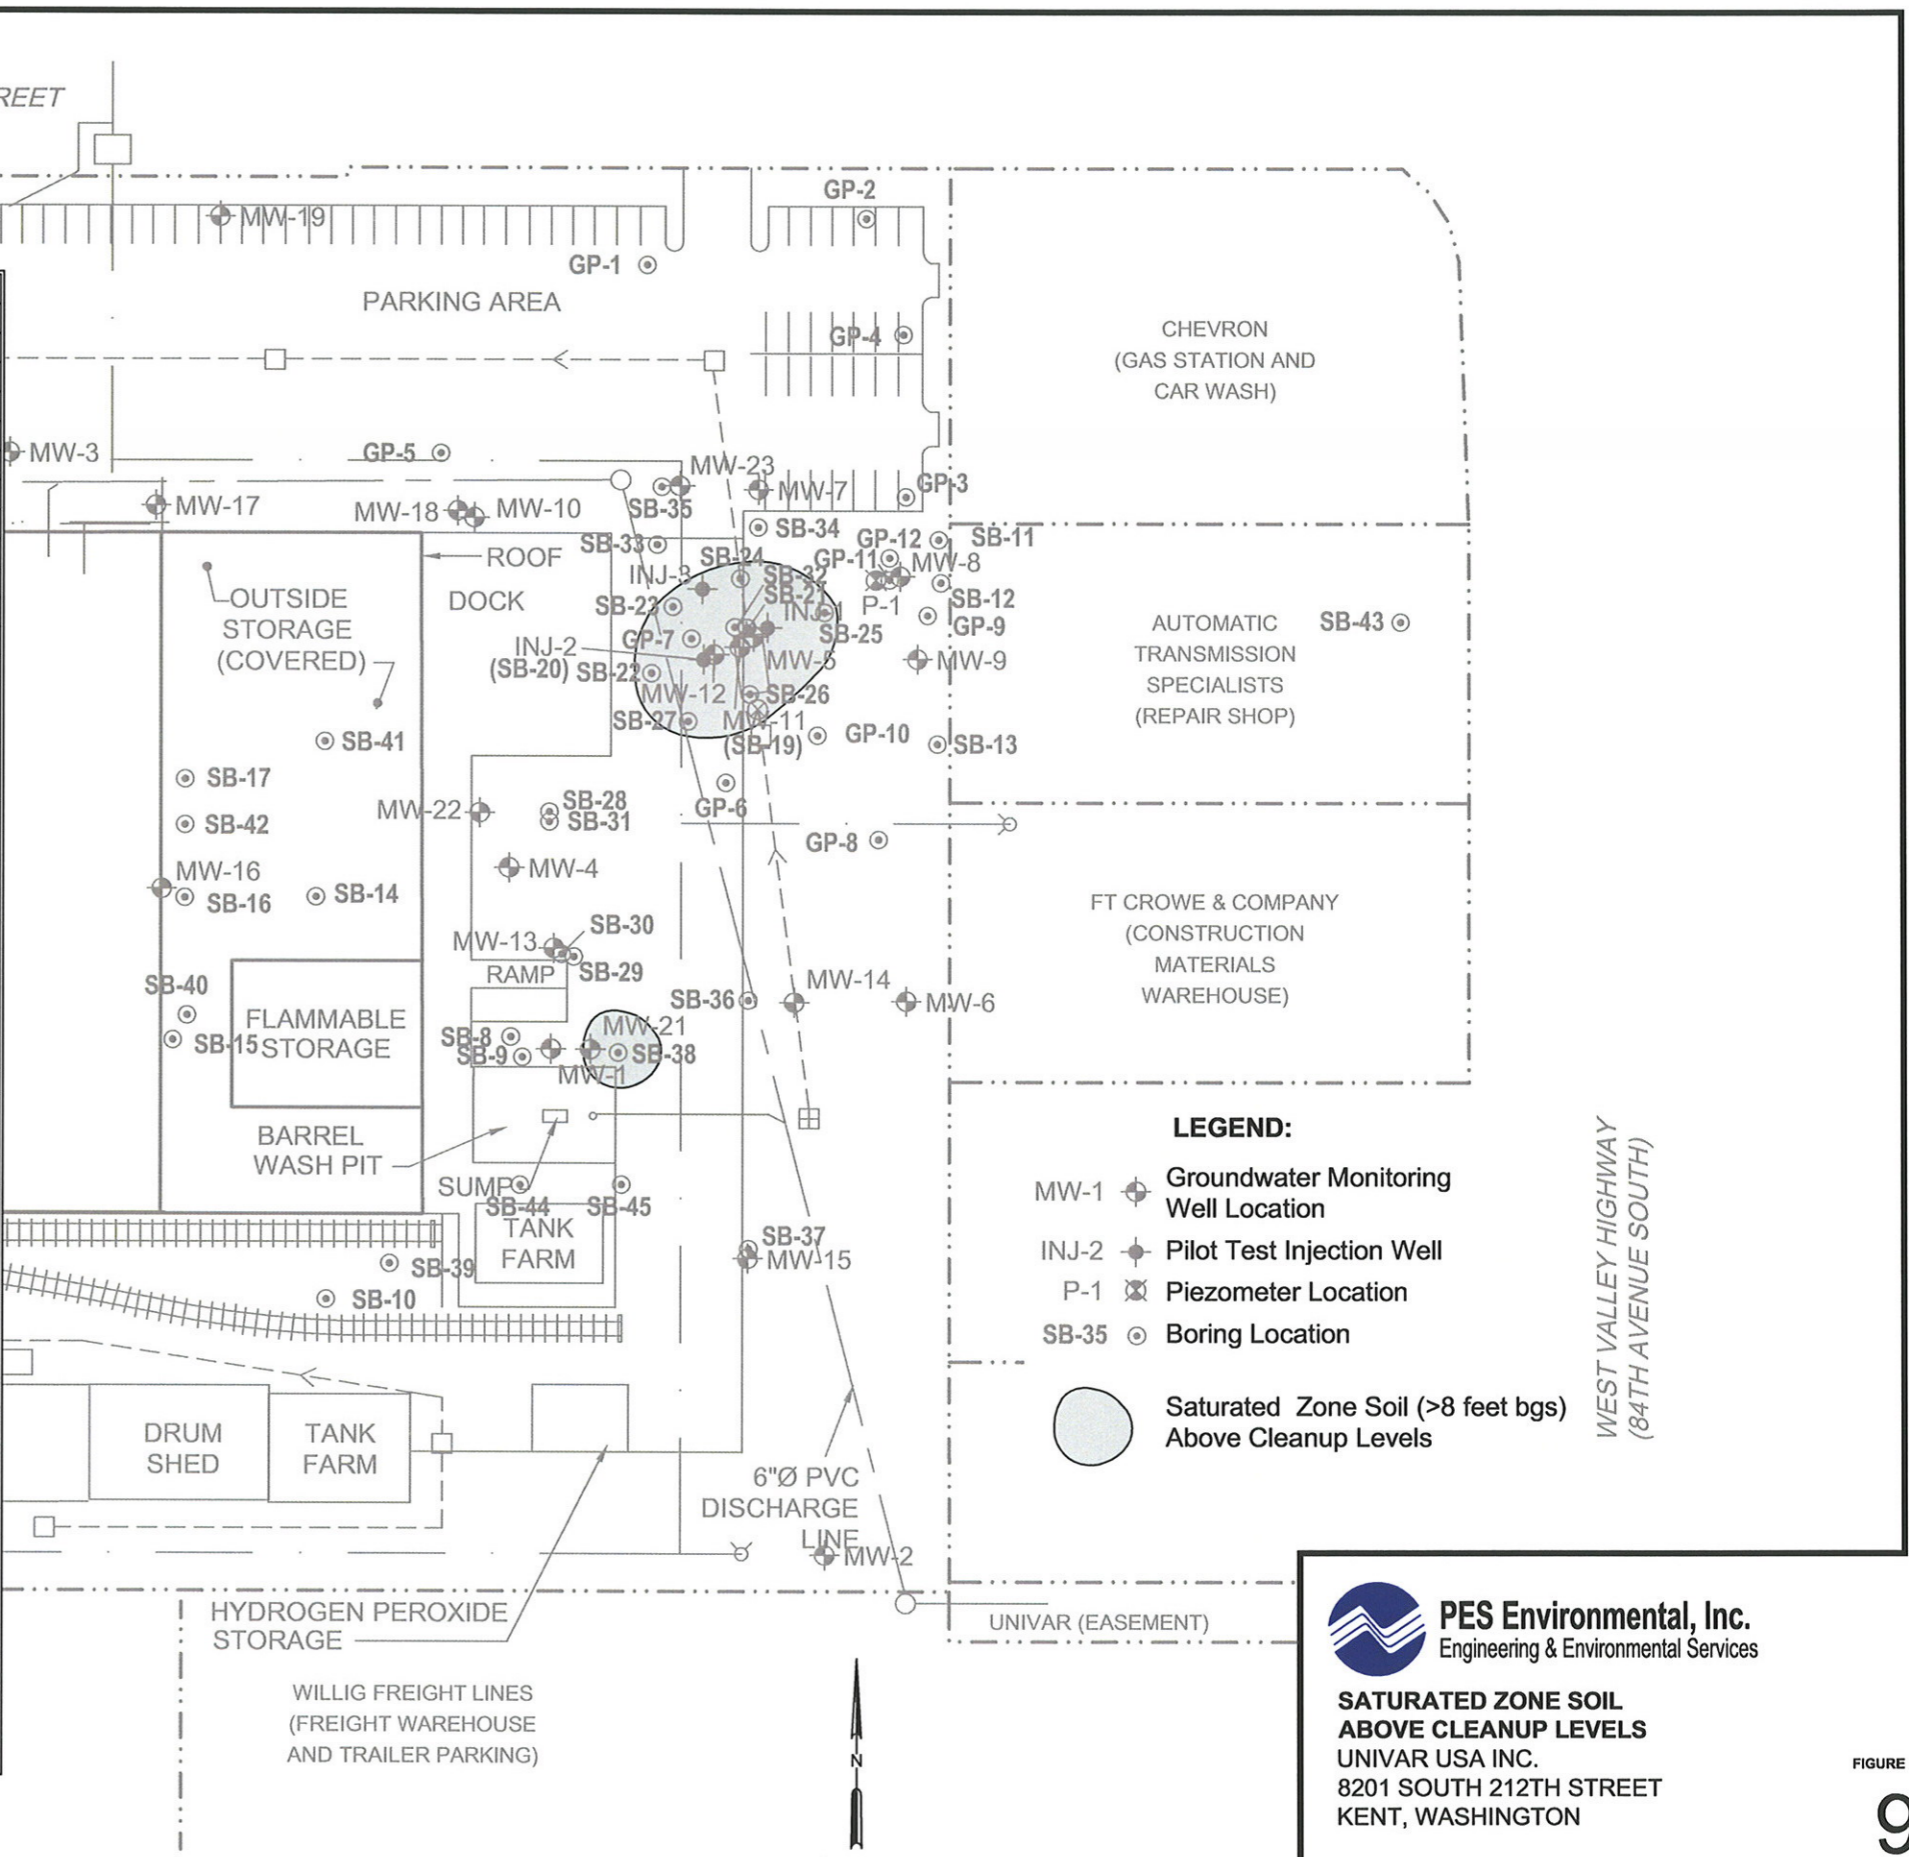 REET
MW-19
GP-2
GP-1
PARKING AREA
GP-4
CHEVRON
(GAS STATION AND
CAR WASH)
MW-3
GP-5
MW-23
MW-7
GP-3
MW-17
MW-18
MW-10
SB-35
SB-34
SB-33
GP-12
SB-11
ROOF
SB-24
GP-11
MW-8
INJ-3
SB-32
OUTSIDE
STORAGE
(COVERED)
DOCK
SB-23
SB-21
INJ-1
P-1
SB-12
GP-9
GP-7
SB-25
AUTOMATIC
TRANSMISSION
SPECIALISTS
(REPAIR SHOP)
SB-43
INJ-2
(SB-20)
SB-22
MW-5
MW-9
MW-12
SB-26
SB-27
MW-11
(SB-19)
GP-10
SB-13
SB-41
SB-17
SB-42
MW-22
SB-28
SB-31
GP-6
GP-8
MW-16
SB-16
SB-14
MW-4
FT CROWE & COMPANY
(CONSTRUCTION
MATERIALS
WAREHOUSE)
SB-30
MW-13
RAMP
SB-29
SB-40
SB-15
FLAMMABLE
STORAGE
SB-36
MW-14
MW-6
SB-8
SB-9
MW-21
SB-38
MW-1
BARREL
WASH PIT
SUMP
SB-44
SB-45
TANK
FARM
SB-37
MW-15
SB-39
SB-10
LEGEND:
MW-1
Groundwater Monitoring
Well Location
INJ-2
Pilot Test Injection Well
P-1
Piezometer Location
SB-35
Boring Location
Saturated Zone Soil (>8 feet bgs)
Above Cleanup Levels
WEST VALLEY HIGHWAY
(84TH AVENUE SOUTH)
DRUM
SHED
TANK
FARM
6"Ø PVC
DISCHARGE
LINE
MW-2
HYDROGEN PEROXIDE
STORAGE
UNIVAR (EASEMENT)
WILLIG FREIGHT LINES
(FREIGHT WAREHOUSE
AND TRAILER PARKING)
N
PES Environmental, Inc.
Engineering & Environmental Services
SATURATED ZONE SOIL
ABOVE CLEANUP LEVELS
UNIVAR USA INC.
8201 SOUTH 212TH STREET
KENT, WASHINGTON
FIGURE
9